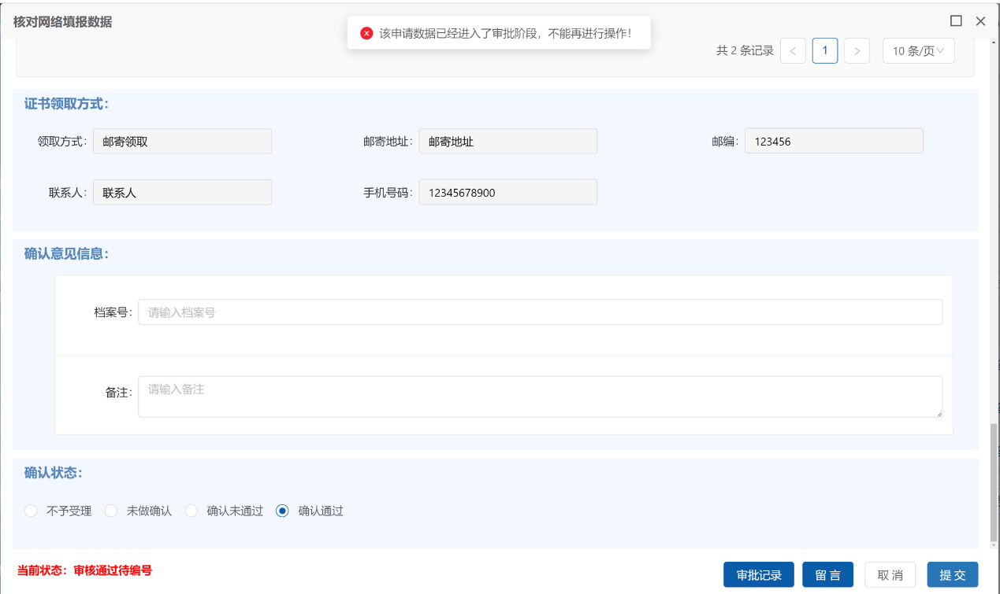 核对网络填报数据
该申请数据已经进入了审批阶段，不能再进行操作！
共 2 条记录 < 1 > 10 条/页
证书领取方式：
领取方式： 邮寄领取 邮寄地址： 邮寄地址 邮编： 123456
联系人： 联系人 手机号码： 12345678900
确认意见信息：
档案号： 请输入档案号
备注： 请输入备注
确认状态：
不予受理 未做确认 确认未通过 确认通过
当前状态：审核通过待编号 审批记录 留言 取消 提交